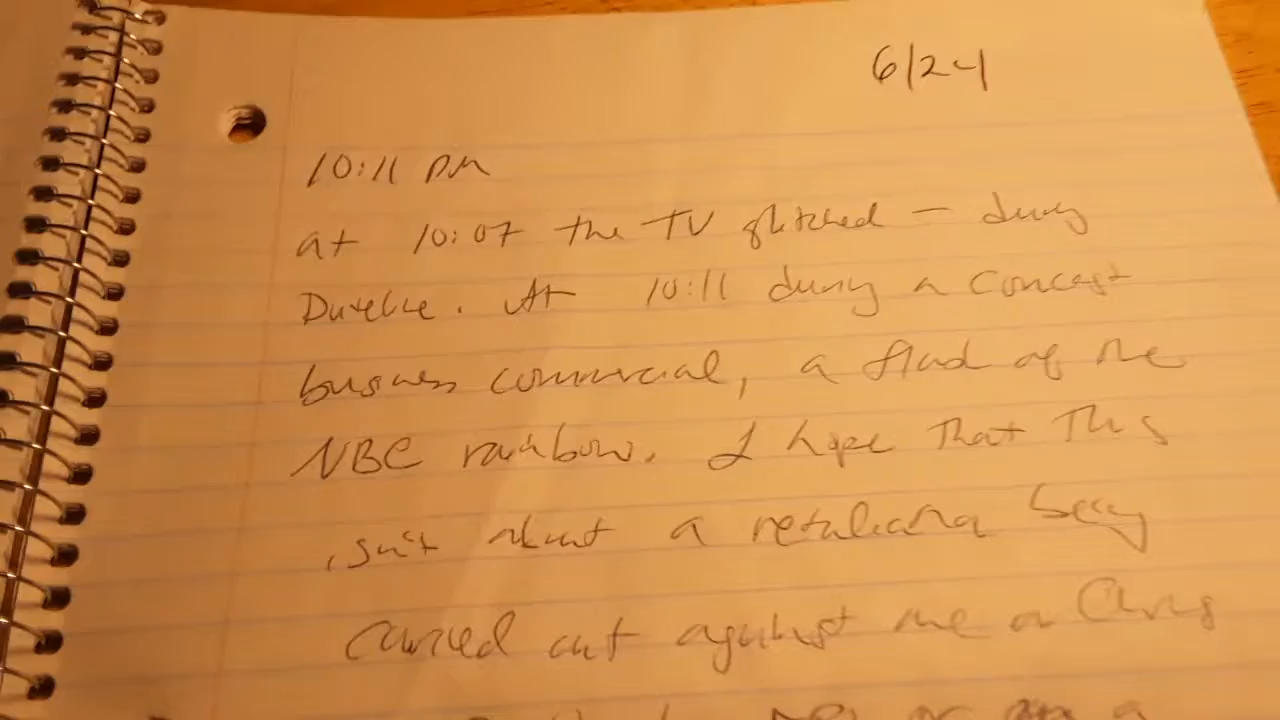 6/24
10:11 PM
at 10:07 the TV glitched — during
Dateline. At 10:11 during a Comcast
business commercial, a flash of the
NBC rainbow. I hope that this
isn't about a retaliation being
carried out against me or Chris